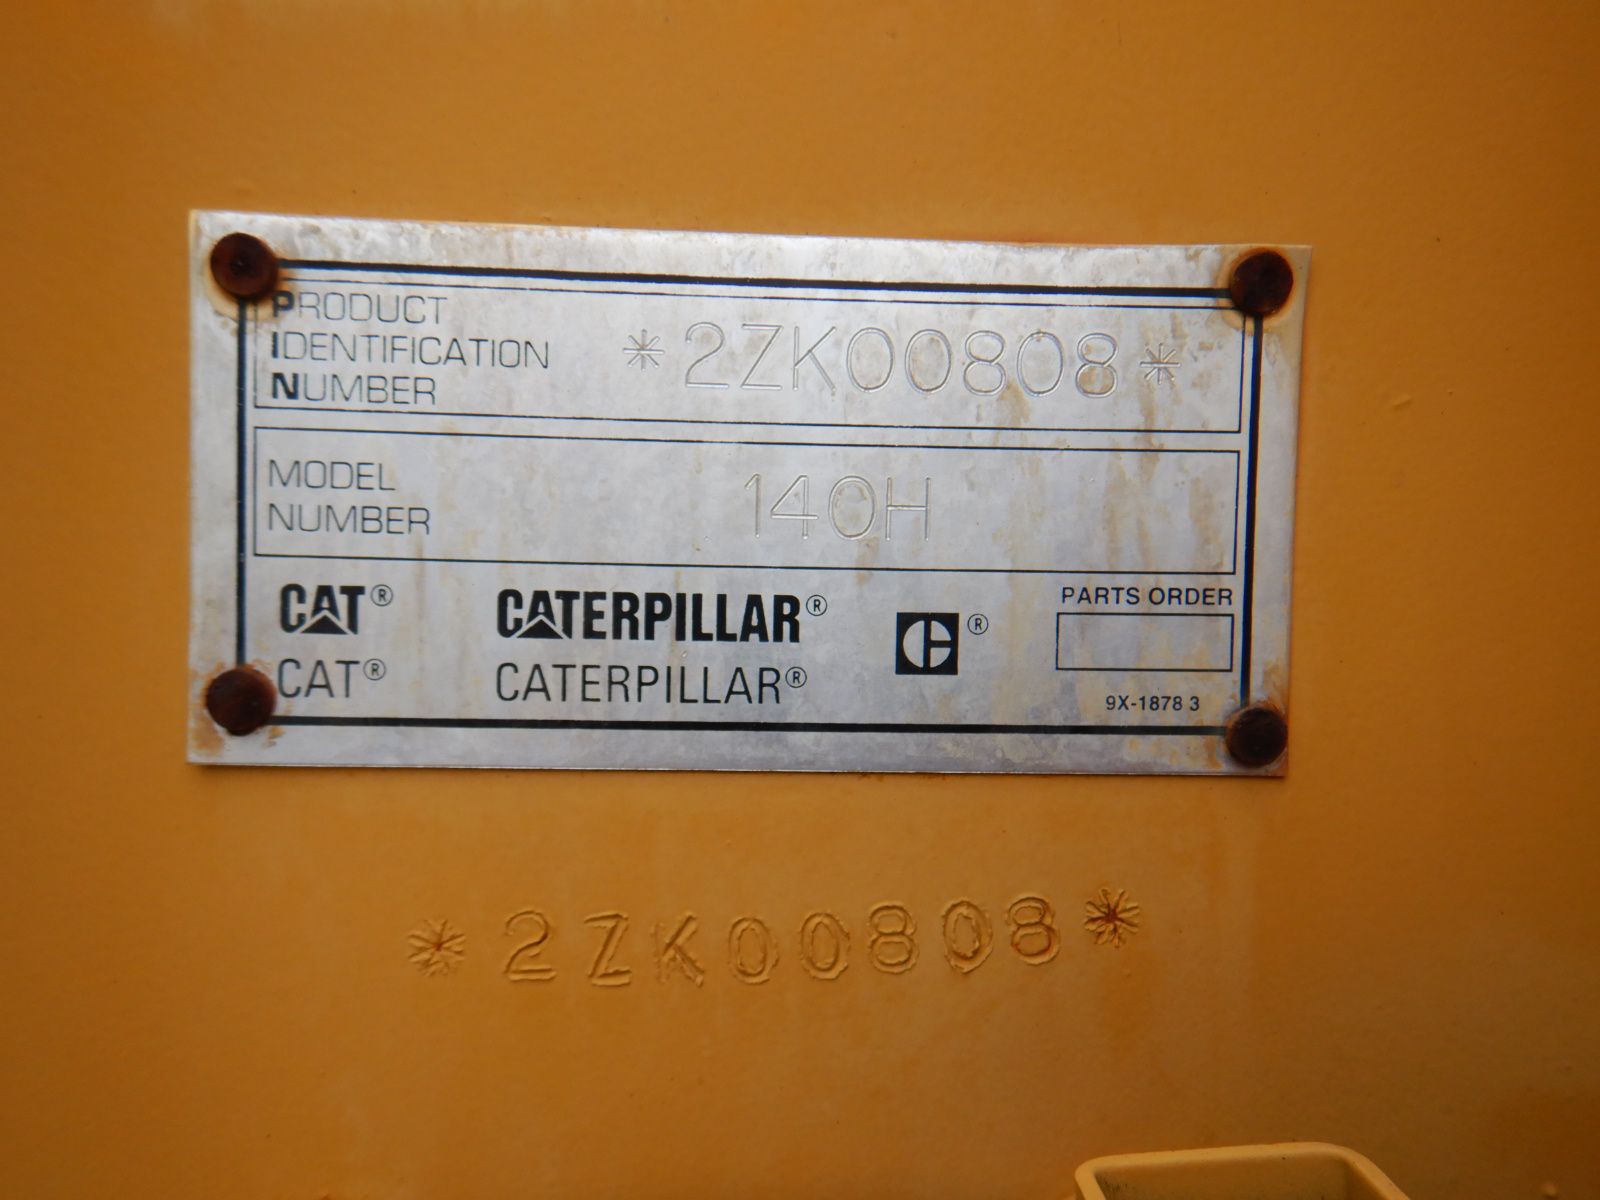 PRODUCT
IDENTIFICATION
NUMBER
*2ZK00808*
MODEL
NUMBER
140H
CAT® CATERPILLAR® ®
CAT® CATERPILLAR®
PARTS ORDER
9X-1878 3
*2ZK00808*